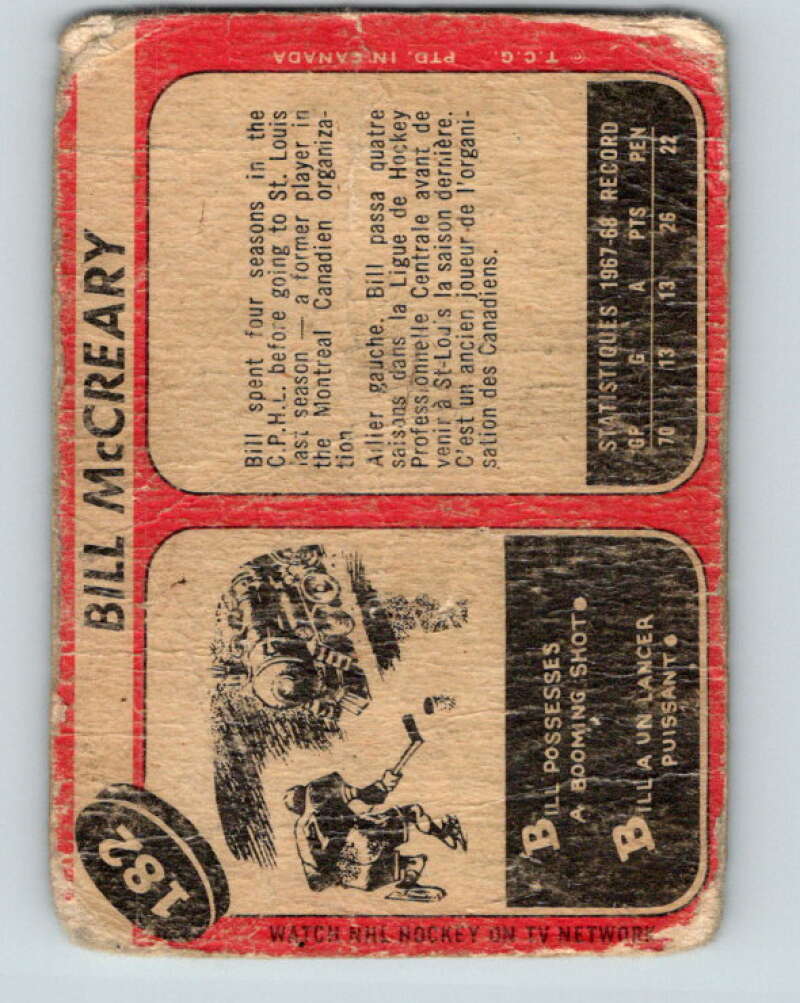 182
BILL McCREARY
WATCH NHL HOCKEY ON TV NETWORK
BILL POSSESSES
A BOOMING SHOT.
BILL A UN LANCER
PUISSANT.
Bill spent four seasons in the
C.P.H.L. before going to St. Louis
last season — a former player in
the Montreal Canadien organiza-
tion.
Ailier gauche, Bill passa quatre
saisons dans la Ligue de Hockey
Professionnelle Centrale avant de
venir à St-Louis la saison dernière.
C'est un ancien joueur de l'organi-
sation des Canadiens.
STATISTIQUES 1967-68 RECORD
GP G A PTS PEN
70 13 13 26 22
© T.C.G. PTD. IN CANADA